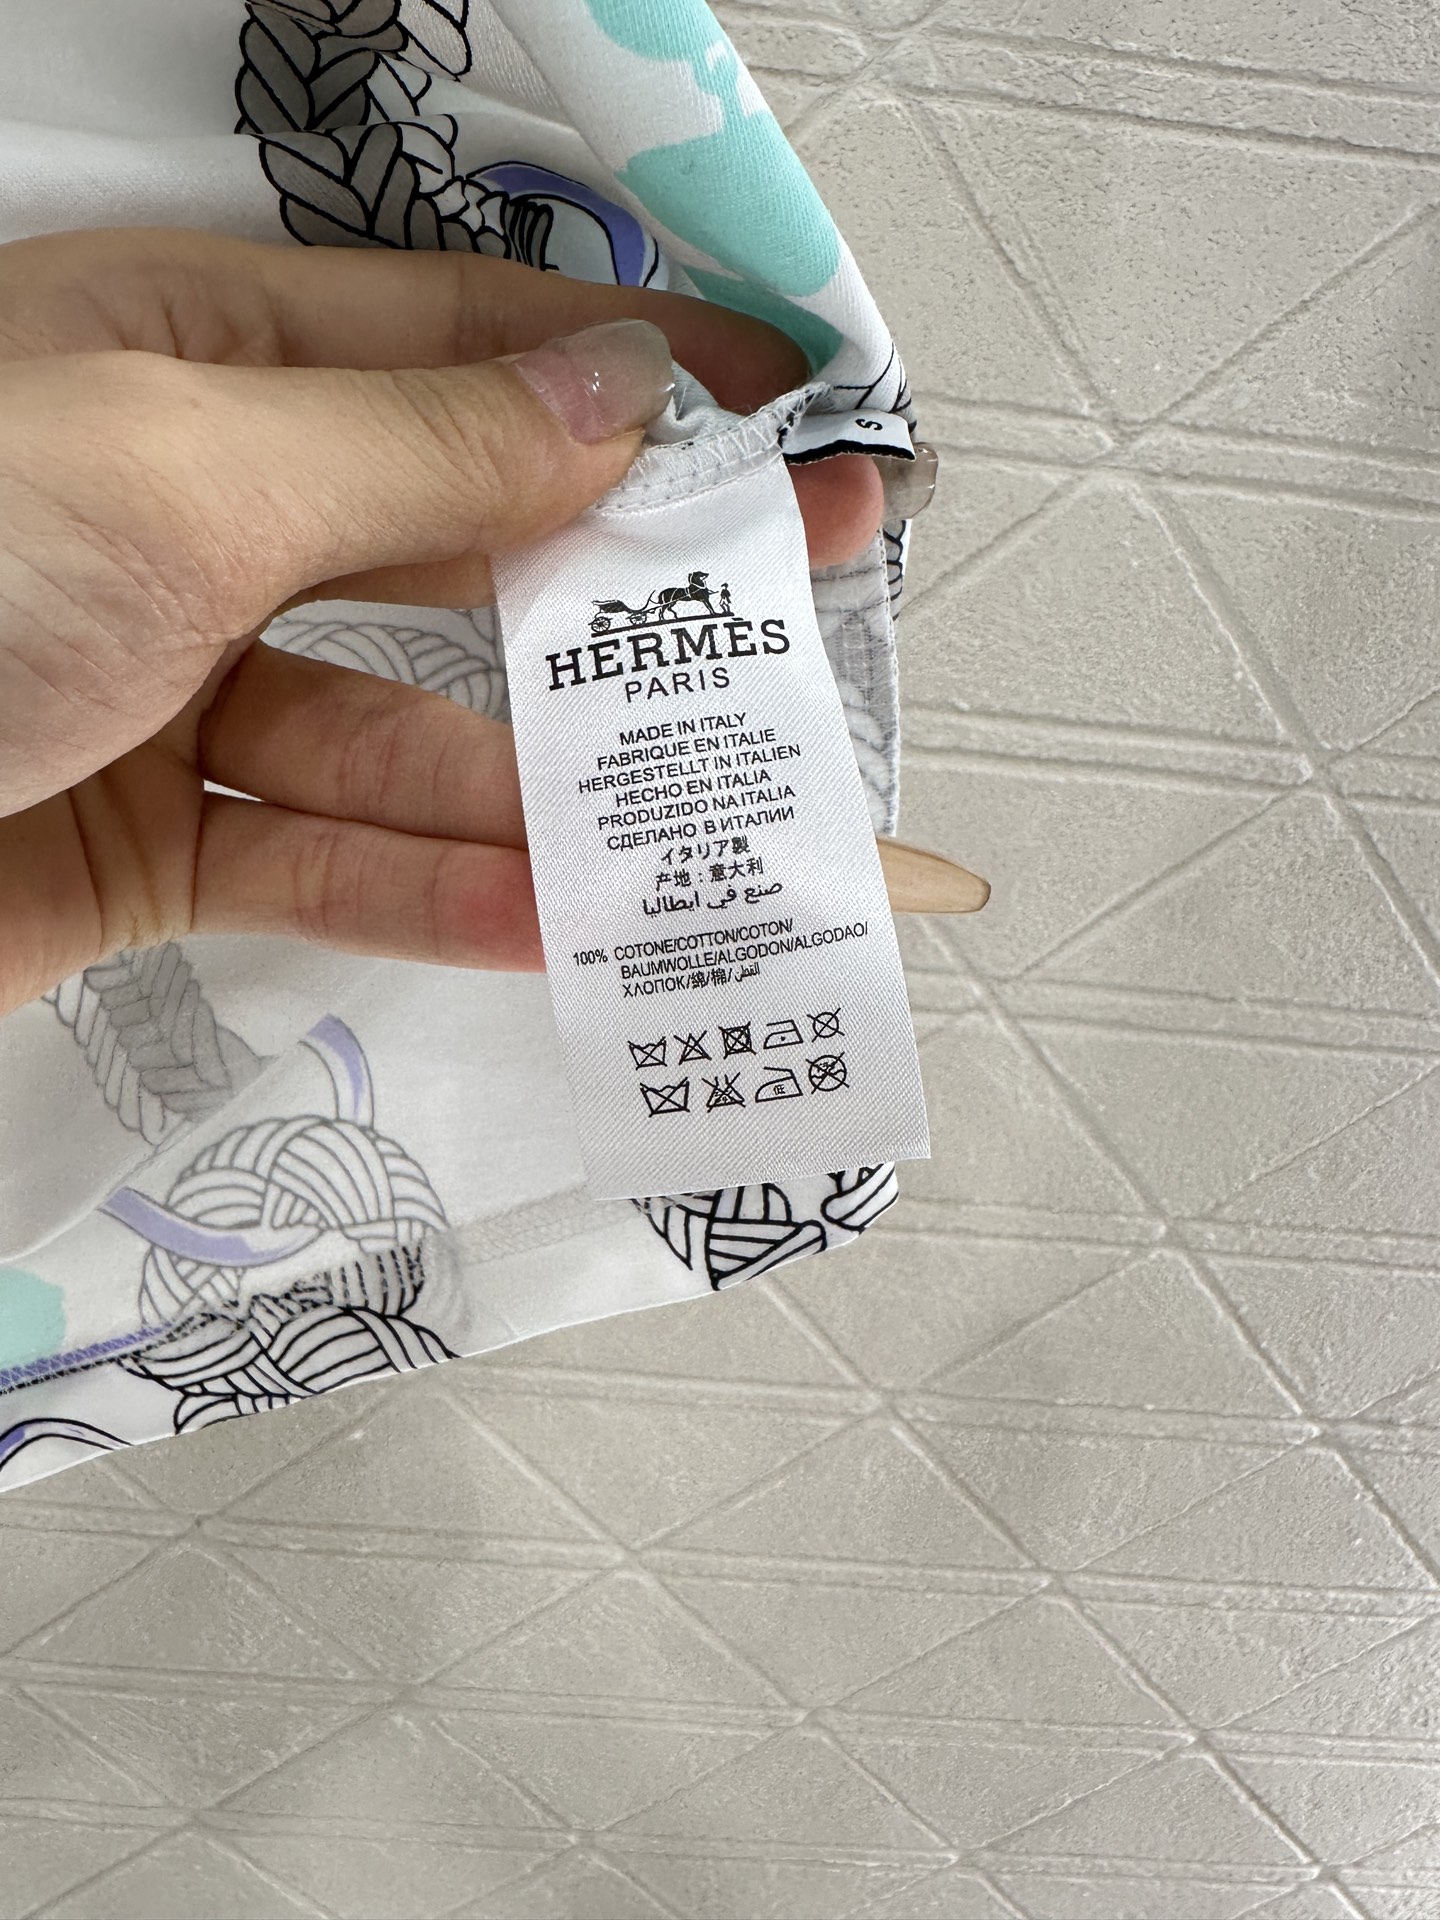 S
HERMÈS
PARIS
MADE IN ITALY
FABRIQUE EN ITALIE
HERGESTELLT IN ITALIEN
HECHO EN ITALIA
PRODUZIDO NA ITALIA
СДЕЛАНО В ИТАЛИИ
イタリア製
产地：意大利
صنع في ايطاليا
100% COTONE/COTTON/COTON/
BAUMWOLLE/ALGODON/ALGODAO/
ХЛОПОК/綿/棉/القطن
低